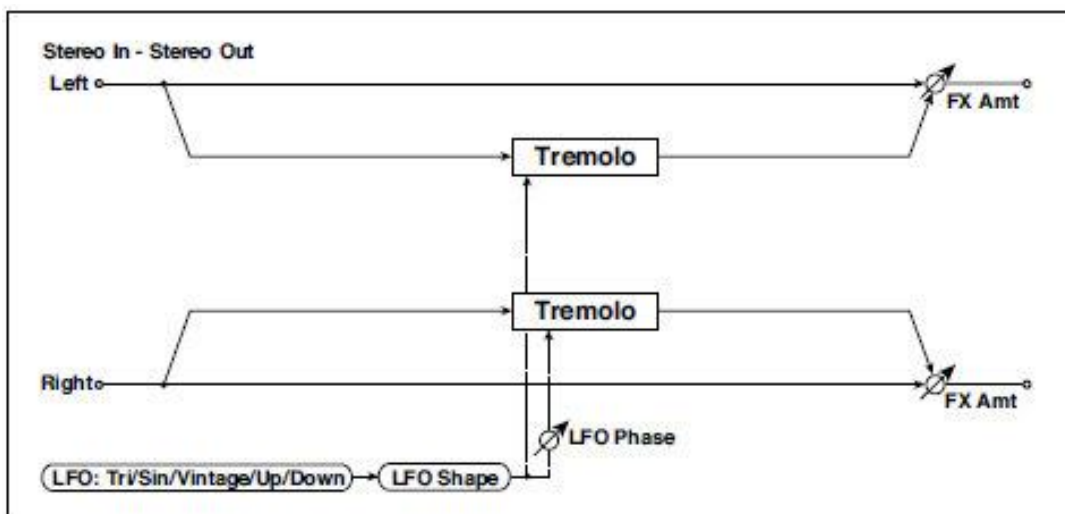 Stereo In - Stereo Out
Left
FX Amt
Tremolo
Tremolo
Right
FX Amt
LFO Phase
LFO: Tri/Sin/Vintage/Up/Down
LFO Shape